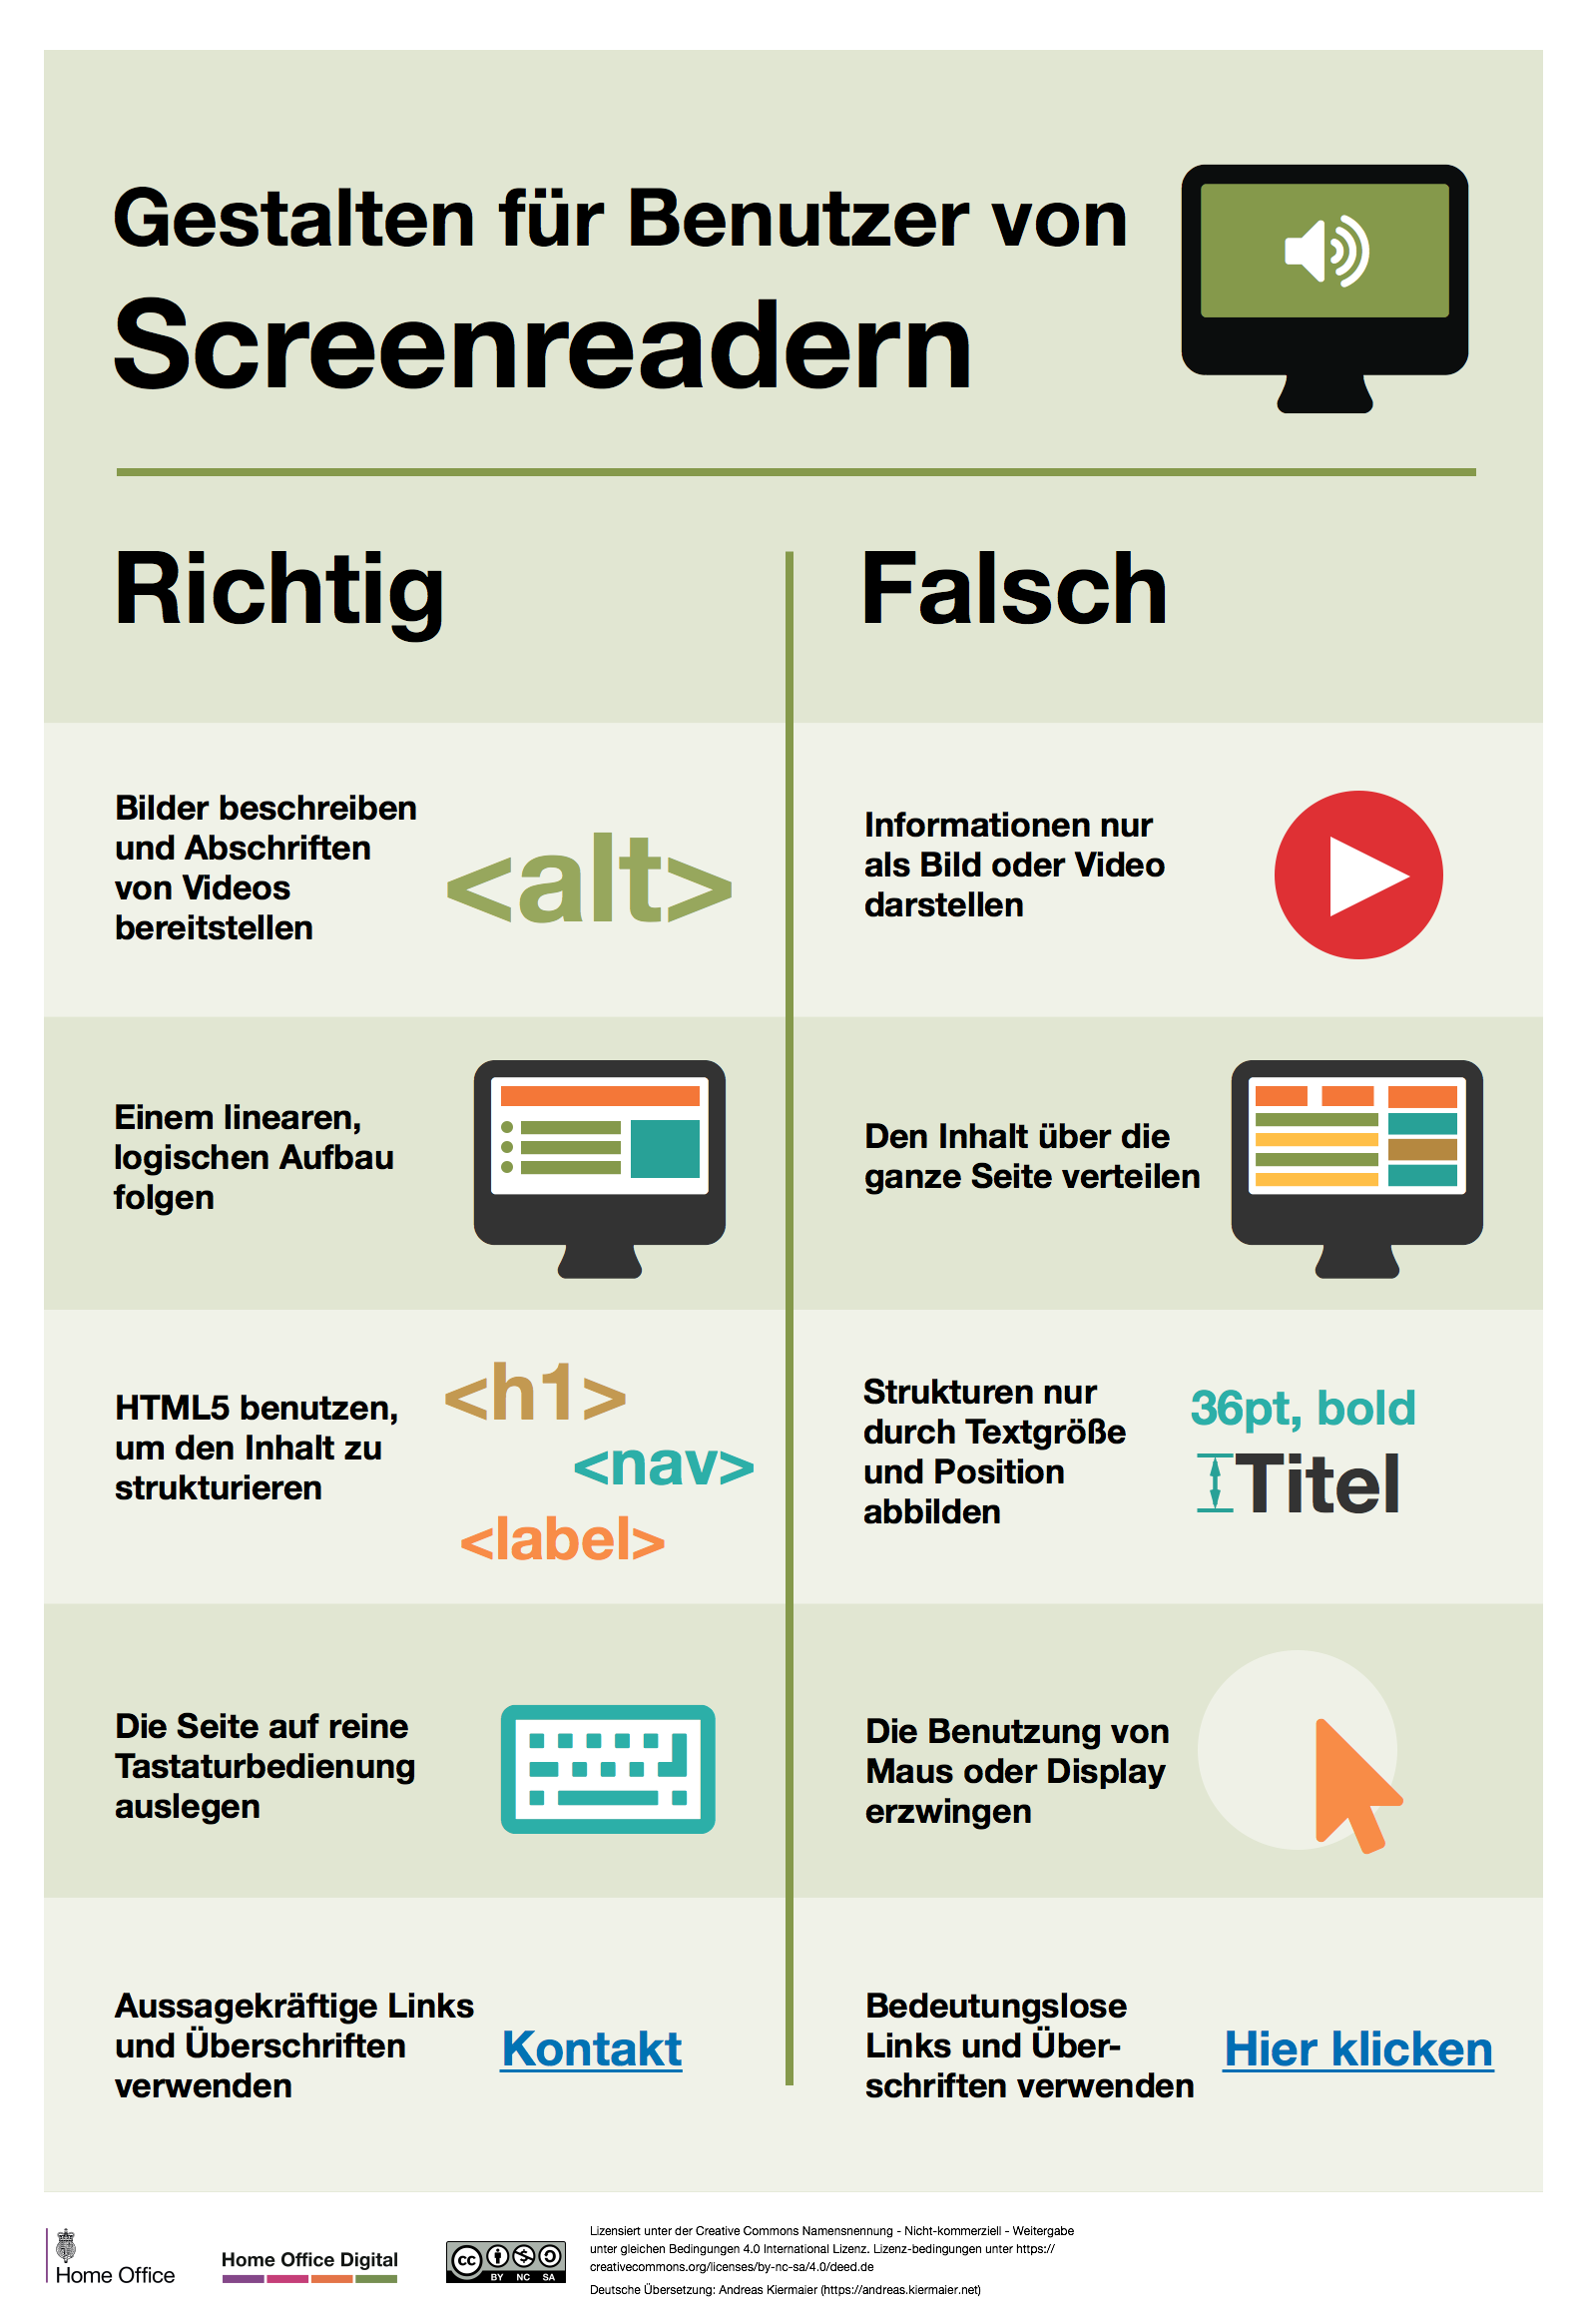 Gestalten für Benutzer von
Screenreadern
Richtig
Falsch
Bilder beschreiben
und Abschriften
von Videos
bereitstellen
<alt>
Informationen nur
als Bild oder Video
darstellen
Einem linearen,
logischen Aufbau
folgen
Den Inhalt über die
ganze Seite verteilen
HTML5 benutzen,
um den Inhalt zu
strukturieren
<h1>
<nav>
<label>
Strukturen nur
durch Textgröße
und Position
abbilden
36pt, bold
Titel
Die Seite auf reine
Tastaturbedienung
auslegen
Die Benutzung von
Maus oder Display
erzwingen
Aussagekräftige Links
und Überschriften
verwenden
Kontakt
Bedeutungslose
Links und Über-
schriften verwenden
Hier klicken
Home Office
Home Office Digital
cc
BY NC SA
Lizensiert unter der Creative Commons Namensnennung - Nicht-kommerziell - Weitergabe
unter gleichen Bedingungen 4.0 International Lizenz. Lizenz-bedingungen unter https://
creativecommons.org/licenses/by-nc-sa/4.0/deed.de
Deutsche Übersetzung: Andreas Kiermaier (https://andreas.kiermaier.net)